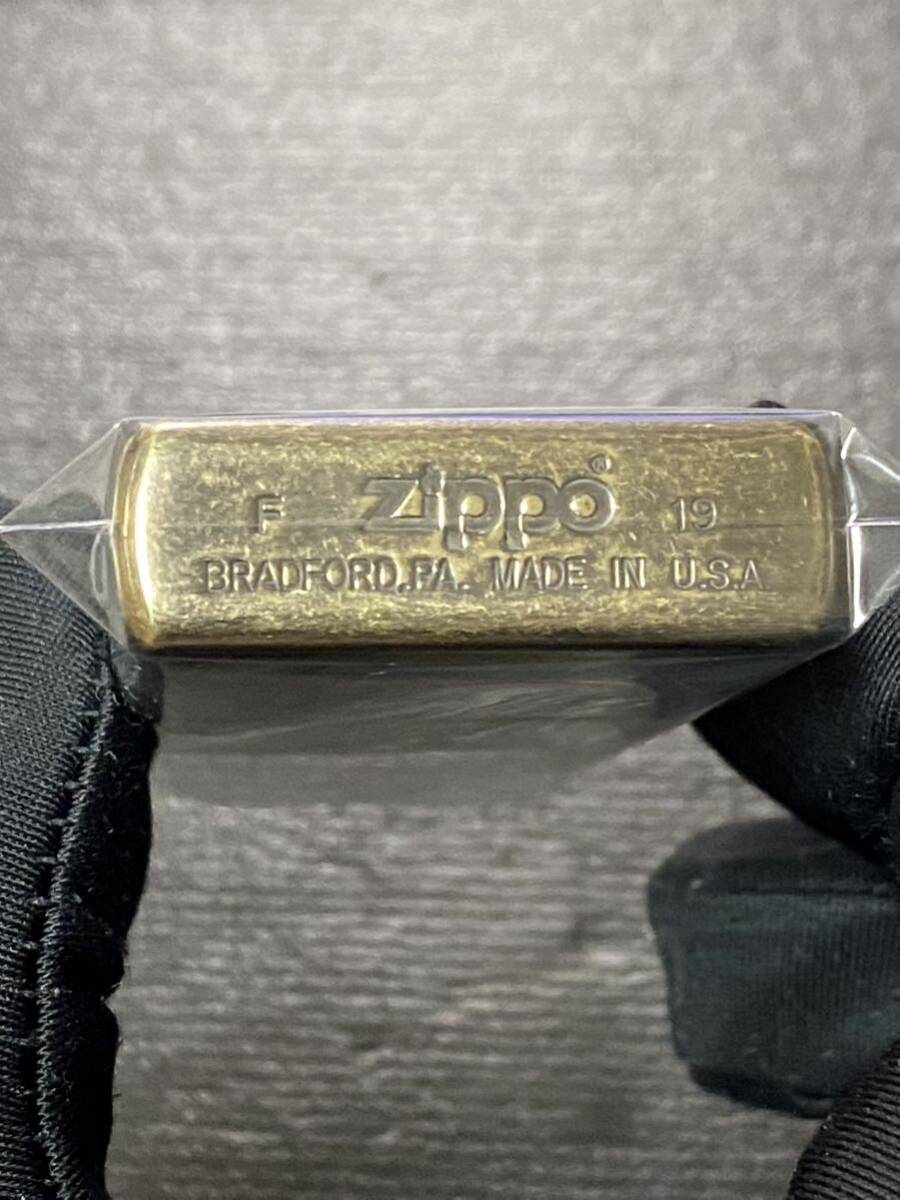 F zippo® 19
BRADFORD,PA. MADE IN U.S.A.